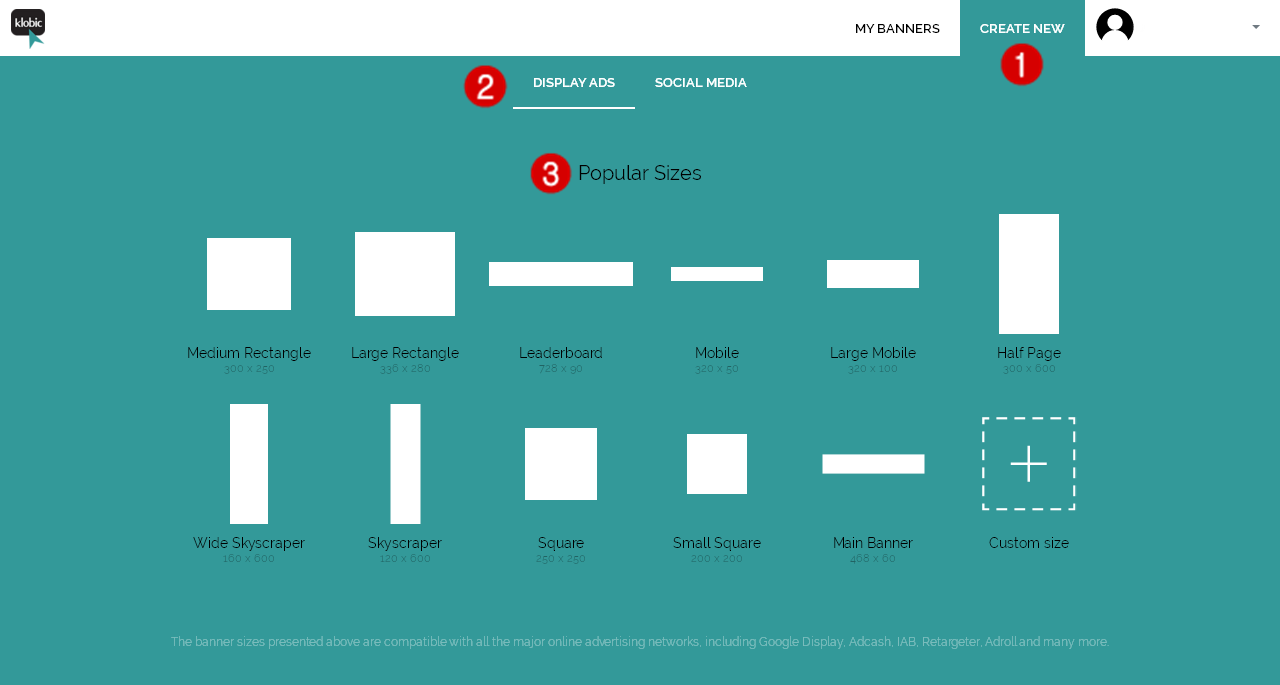 klobic
MY BANNERS
CREATE NEW
1
2
DISPLAY ADS
SOCIAL MEDIA
3
Popular Sizes
Medium Rectangle
300 x 250
Large Rectangle
336 x 280
Leaderboard
728 x 90
Mobile
320 x 50
Large Mobile
320 x 100
Half Page
300 x 600
Wide Skyscraper
160 x 600
Skyscraper
120 x 600
Square
250 x 250
Small Square
200 x 200
Main Banner
468 x 60
Custom size
The banner sizes presented above are compatible with all the major online advertising networks, including Google Display, Adcash, IAB, Retargeter, Adroll and many more.